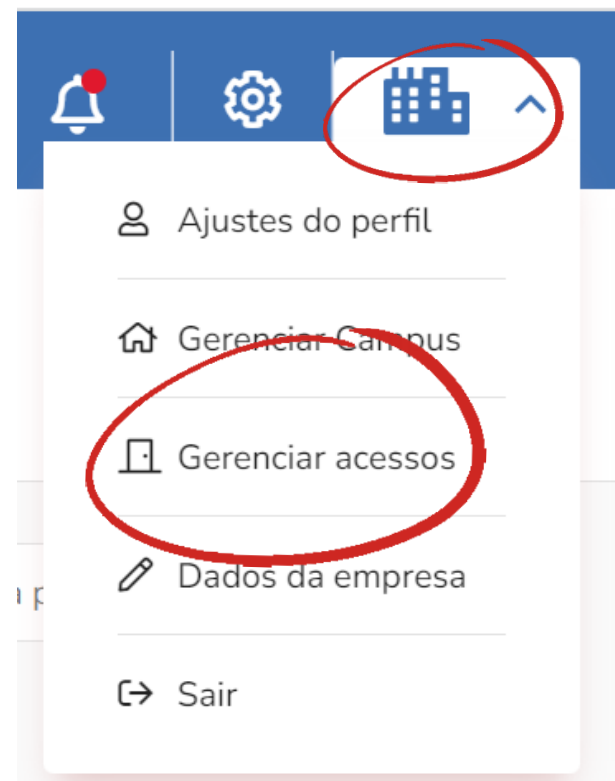 Ajustes do perfil
Gerenciar Campus
Gerenciar acessos
Dados da empresa
Sair